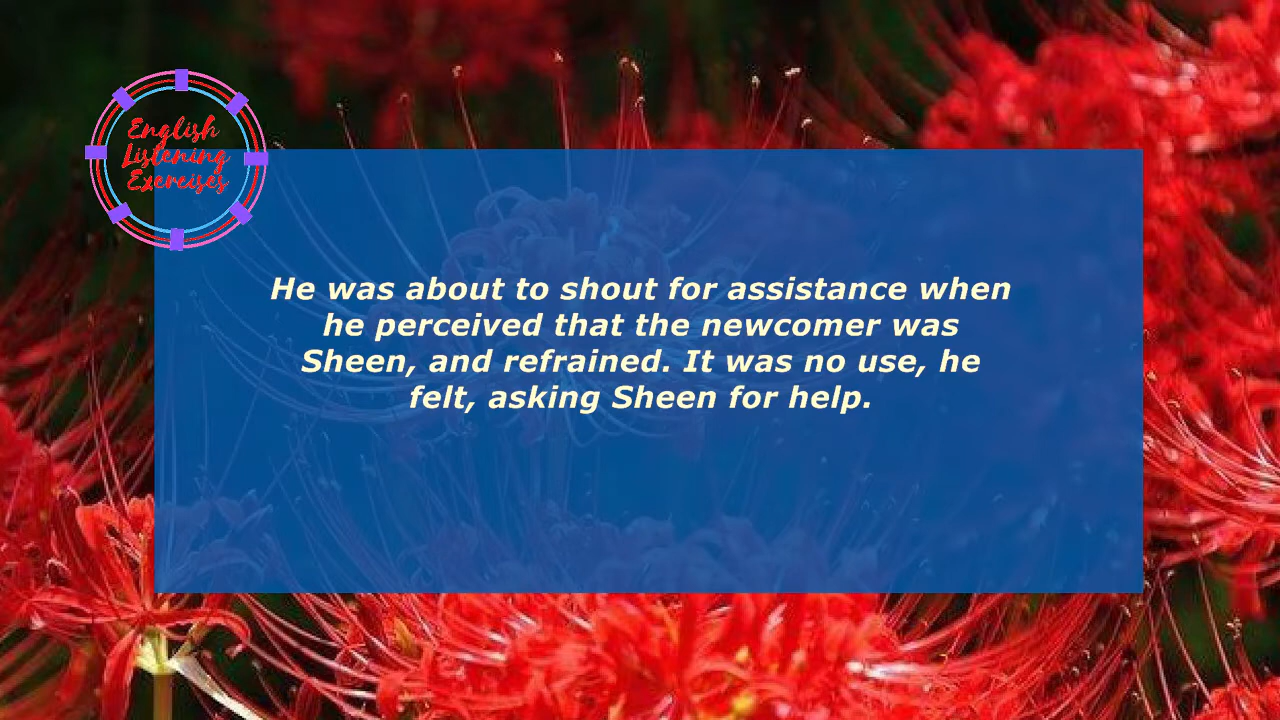 English
Listening
Exercises
He was about to shout for assistance when
he perceived that the newcomer was
Sheen, and refrained. It was no use, he
felt, asking Sheen for help.